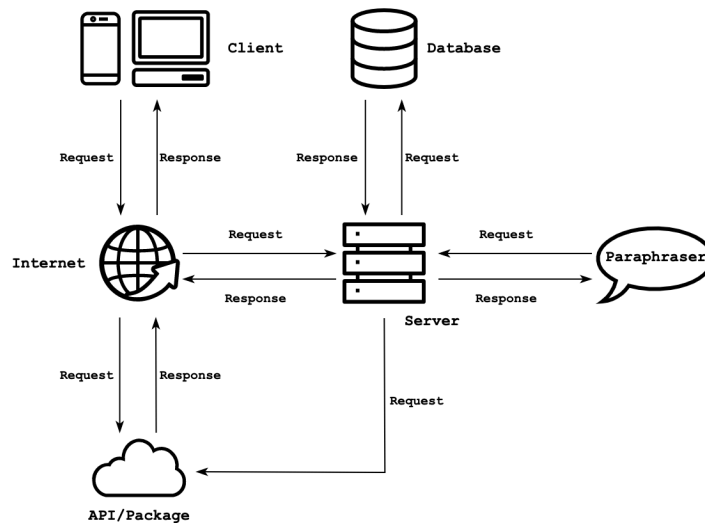 Client
Database
Request
Response
Response
Request
Request
Request
Internet
Paraphraser
Response
Response
Server
Request
Response
Request
API/Package